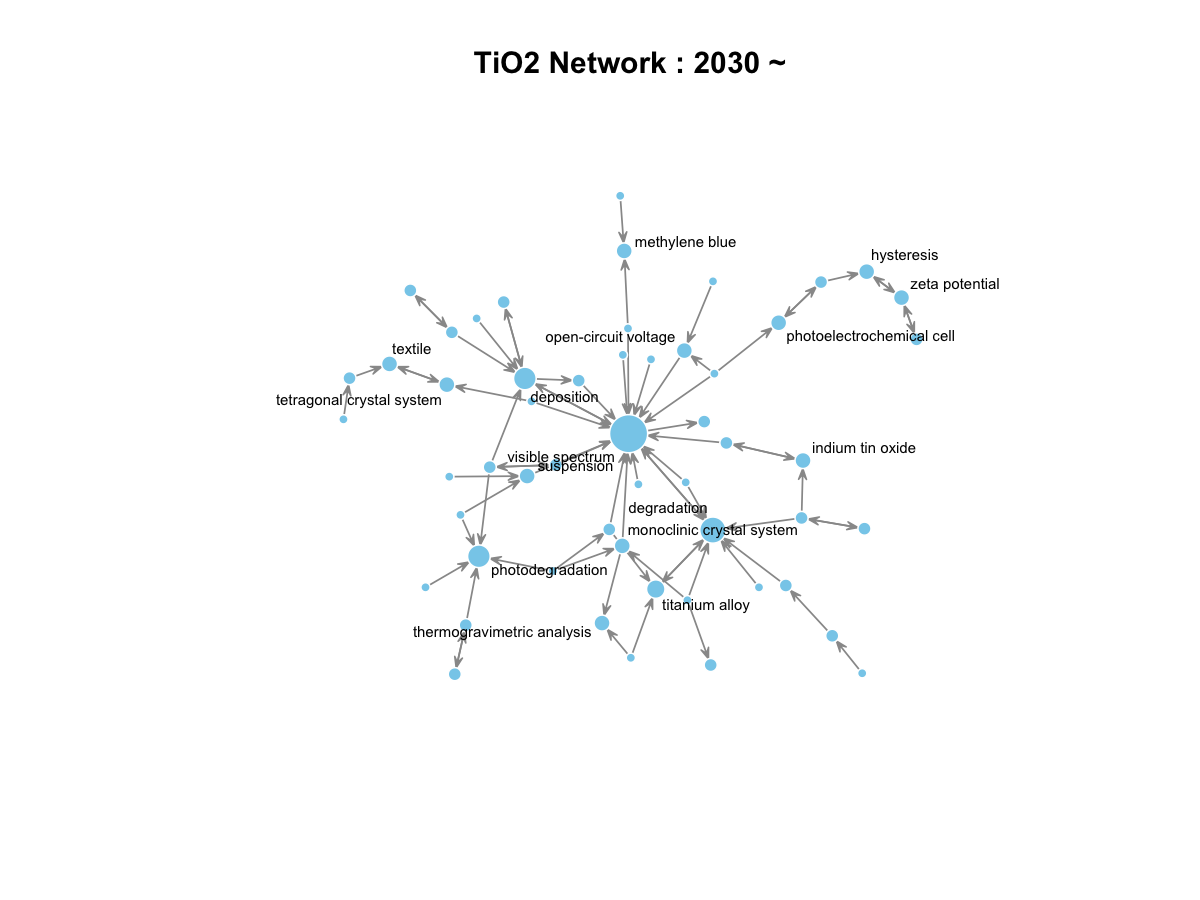 TiO2 Network : 2030 ~
methylene blue
hysteresis
zeta potential
open-circuit voltage
photoelectrochemical cell
textile
tetragonal crystal system
deposition
indium tin oxide
visible spectrum
suspension
degradation
monoclinic crystal system
photodegradation
titanium alloy
thermogravimetric analysis